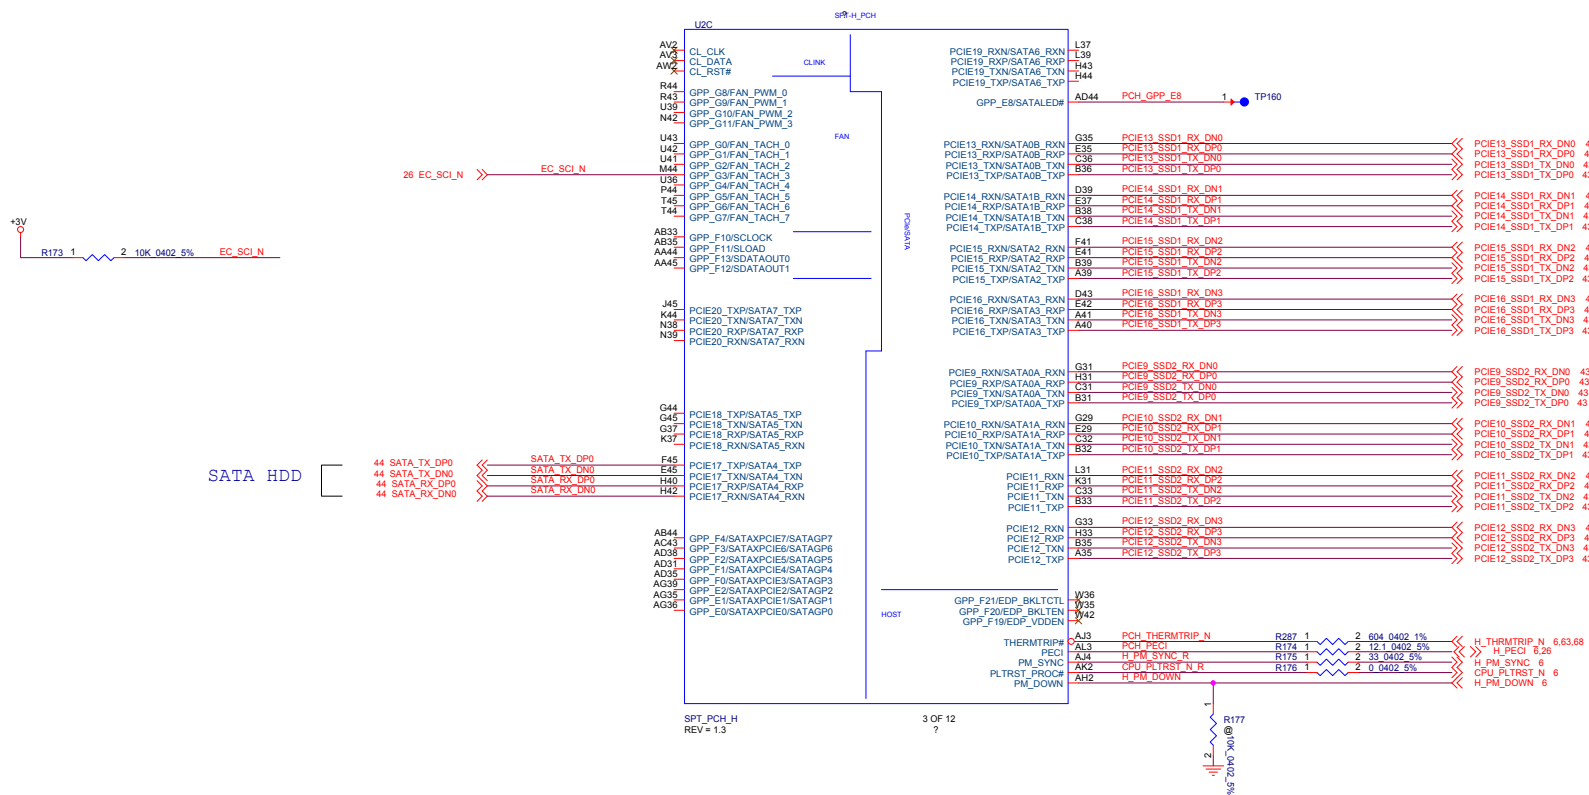 SPT-H_PCH
?
U2C
AV2 CL_CLK
AV3 CL_DATA
AW2 CL_RST#
CLINK
R44 GPP_G8/FAN_PWM_0
R43 GPP_G9/FAN_PWM_1
U39 GPP_G10/FAN_PWM_2
N42 GPP_G11/FAN_PWM_3
FAN
U43 GPP_G0/FAN_TACH_0
U42 GPP_G1/FAN_TACH_1
U41 GPP_G2/FAN_TACH_2
26 EC_SCI_N EC_SCI_N M44 GPP_G3/FAN_TACH_3
U36 GPP_G4/FAN_TACH_4
P44 GPP_G5/FAN_TACH_5
T45 GPP_G6/FAN_TACH_6
T44 GPP_G7/FAN_TACH_7
+3V
R173 1 2 10K_0402_5% EC_SCI_N
AB33 GPP_F10/SCLOCK
AB35 GPP_F11/SLOAD
AA44 GPP_F13/SDATAOUT0
AA45 GPP_F12/SDATAOUT1
PCIe/SATA
J45 PCIE20_TXP/SATA7_TXP
K44 PCIE20_TXN/SATA7_TXN
N38 PCIE20_RXP/SATA7_RXP
N39 PCIE20_RXN/SATA7_RXN
G44 PCIE18_TXP/SATA5_TXP
G45 PCIE18_TXN/SATA5_TXN
G37 PCIE18_RXP/SATA5_RXP
K37 PCIE18_RXN/SATA5_RXN
SATA HDD
44 SATA_TX_DP0 SATA_TX_DP0 F45 PCIE17_TXP/SATA4_TXP
44 SATA_TX_DN0 SATA_TX_DN0 E45 PCIE17_TXN/SATA4_TXN
44 SATA_RX_DP0 SATA_RX_DP0 H40 PCIE17_RXP/SATA4_RXP
44 SATA_RX_DN0 SATA_RX_DN0 H42 PCIE17_RXN/SATA4_RXN
AB44 GPP_F4/SATAXPCIE7/SATAGP7
AC43 GPP_F3/SATAXPCIE6/SATAGP6
AD38 GPP_F2/SATAXPCIE5/SATAGP5
AD31 GPP_F1/SATAXPCIE4/SATAGP4
AD35 GPP_F0/SATAXPCIE3/SATAGP3
AG39 GPP_E2/SATAXPCIE2/SATAGP2
AG35 GPP_E1/SATAXPCIE1/SATAGP1
AG36 GPP_E0/SATAXPCIE0/SATAGP0
HOST
PCIE19_RXN/SATA6_RXN L37
PCIE19_RXP/SATA6_RXP L39
PCIE19_TXN/SATA6_TXN H43
PCIE19_TXP/SATA6_TXP H44
GPP_E8/SATALED# AD44 PCH_GPP_E8 1 TP160
PCIE13_RXN/SATA0B_RXN G35 PCIE13_SSD1_RX_DN0 PCIE13_SSD1_RX_DN0
PCIE13_RXP/SATA0B_RXP E35 PCIE13_SSD1_RX_DP0 PCIE13_SSD1_RX_DP0
PCIE13_TXN/SATA0B_TXN C36 PCIE13_SSD1_TX_DN0 PCIE13_SSD1_TX_DN0
PCIE13_TXP/SATA0B_TXP B36 PCIE13_SSD1_TX_DP0 PCIE13_SSD1_TX_DP0
PCIE14_RXN/SATA1B_RXN D39 PCIE14_SSD1_RX_DN1 PCIE14_SSD1_RX_DN1
PCIE14_RXP/SATA1B_RXP E37 PCIE14_SSD1_RX_DP1 PCIE14_SSD1_RX_DP1
PCIE14_TXN/SATA1B_TXN B38 PCIE14_SSD1_TX_DN1 PCIE14_SSD1_TX_DN1
PCIE14_TXP/SATA1B_TXP C38 PCIE14_SSD1_TX_DP1 PCIE14_SSD1_TX_DP1
PCIE15_RXN/SATA2_RXN F41 PCIE15_SSD1_RX_DN2 PCIE15_SSD1_RX_DN2
PCIE15_RXP/SATA2_RXP E41 PCIE15_SSD1_RX_DP2 PCIE15_SSD1_RX_DP2
PCIE15_TXN/SATA2_TXN B39 PCIE15_SSD1_TX_DN2 PCIE15_SSD1_TX_DN2
PCIE15_TXP/SATA2_TXP A39 PCIE15_SSD1_TX_DP2 PCIE15_SSD1_TX_DP2
PCIE16_RXN/SATA3_RXN D43 PCIE16_SSD1_RX_DN3 PCIE16_SSD1_RX_DN3
PCIE16_RXP/SATA3_RXP E42 PCIE16_SSD1_RX_DP3 PCIE16_SSD1_RX_DP3
PCIE16_TXN/SATA3_TXN A41 PCIE16_SSD1_TX_DN3 PCIE16_SSD1_TX_DN3
PCIE16_TXP/SATA3_TXP A40 PCIE16_SSD1_TX_DP3 PCIE16_SSD1_TX_DP3
PCIE9_RXN/SATA0A_RXN G31 PCIE9_SSD2_RX_DN0 PCIE9_SSD2_RX_DN0 43
PCIE9_RXP/SATA0A_RXP H31 PCIE9_SSD2_RX_DP0 PCIE9_SSD2_RX_DP0 43
PCIE9_TXN/SATA0A_TXN C31 PCIE9_SSD2_TX_DN0 PCIE9_SSD2_TX_DN0 43
PCIE9_TXP/SATA0A_TXP B31 PCIE9_SSD2_TX_DP0 PCIE9_SSD2_TX_DP0 43
PCIE10_RXN/SATA1A_RXN G29 PCIE10_SSD2_RX_DN1 PCIE10_SSD2_RX_DN1
PCIE10_RXP/SATA1A_RXP E29 PCIE10_SSD2_RX_DP1 PCIE10_SSD2_RX_DP1
PCIE10_TXN/SATA1A_TXN C32 PCIE10_SSD2_TX_DN1 PCIE10_SSD2_TX_DN1
PCIE10_TXP/SATA1A_TXP B32 PCIE10_SSD2_TX_DP1 PCIE10_SSD2_TX_DP1
PCIE11_RXN L31 PCIE11_SSD2_RX_DN2 PCIE11_SSD2_RX_DN2
PCIE11_RXP K31 PCIE11_SSD2_RX_DP2 PCIE11_SSD2_RX_DP2
PCIE11_TXN C33 PCIE11_SSD2_TX_DN2 PCIE11_SSD2_TX_DN2
PCIE11_TXP B33 PCIE11_SSD2_TX_DP2 PCIE11_SSD2_TX_DP2
PCIE12_RXN G33 PCIE12_SSD2_RX_DN3 PCIE12_SSD2_RX_DN3
PCIE12_RXP H33 PCIE12_SSD2_RX_DP3 PCIE12_SSD2_RX_DP3
PCIE12_TXN B35 PCIE12_SSD2_TX_DN3 PCIE12_SSD2_TX_DN3
PCIE12_TXP A35 PCIE12_SSD2_TX_DP3 PCIE12_SSD2_TX_DP3
GPP_F21/EDP_BKLTCTL W36
GPP_F20/EDP_BKLTEN W35
GPP_F19/EDP_VDDEN W42
THERMTRIP# AJ3 PCH_THERMTRIP_N R287 1 2 604_0402_1% H_THRMTRIP_N 6,63,68
PECI AL3 PCH_PECI R174 1 2 12.1_0402_5% H_PECI 6,26
PM_SYNC AJ4 H_PM_SYNC_R R175 1 2 33_0402_5% H_PM_SYNC 6
PLTRST_PROC# AK2 CPU_PLTRST_N_R R176 1 2 0_0402_5% CPU_PLTRST_N 6
PM_DOWN AH2 H_PM_DOWN H_PM_DOWN 6
1 R177 2
@10K_0402_5%
SPT_PCH_H
REV = 1.3
3 OF 12
?